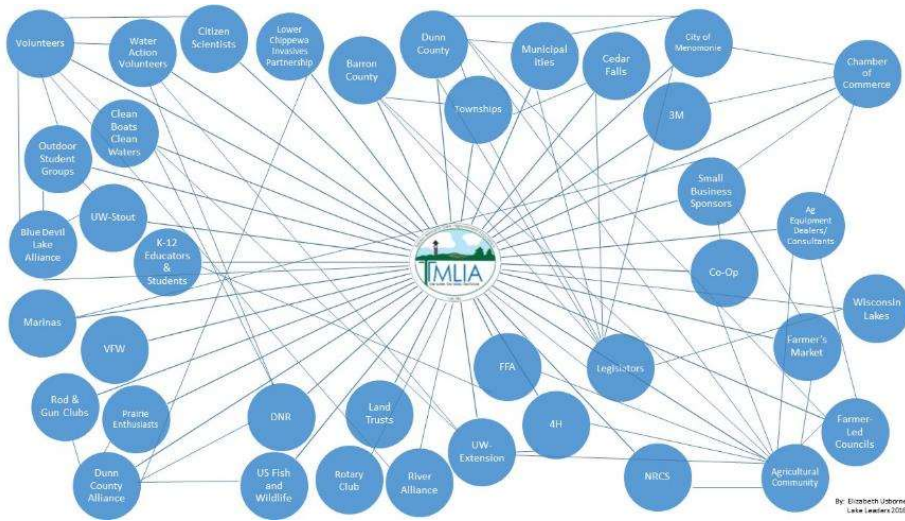 Volunteers
Water
Action
Volunteers
Citizen
Scientists
Lower
Chippewa
Invasives
Partnership
Barron
County
Dunn
County
Townships
Municipal
ities
Cedar
Falls
City of
Menomonie
3M
Chamber
of
Commerce
Clean
Boats
Clean
Waters
Outdoor
Student
Groups
UW-Stout
Blue Devil
Lake
Alliance
K-12
Educators
&
Students
Small
Business
Sponsors
Ag
Equipment
Dealers/
Consultants
Co-Op
TMLIA
Marinas
VFW
Wisconsin
Lakes
Farmer's
Market
Legislators
FFA
Rod &
Gun Clubs
Prairie
Enthusiasts
DNR
Land
Trusts
4H
Farmer-
Led
Councils
Dunn
County
Alliance
US Fish
and
Wildlife
Rotary
Club
River
Alliance
UW-
Extension
NRCS
Agricultural
Community
By: Elizabeth Usborne
Lake Leaders 2018